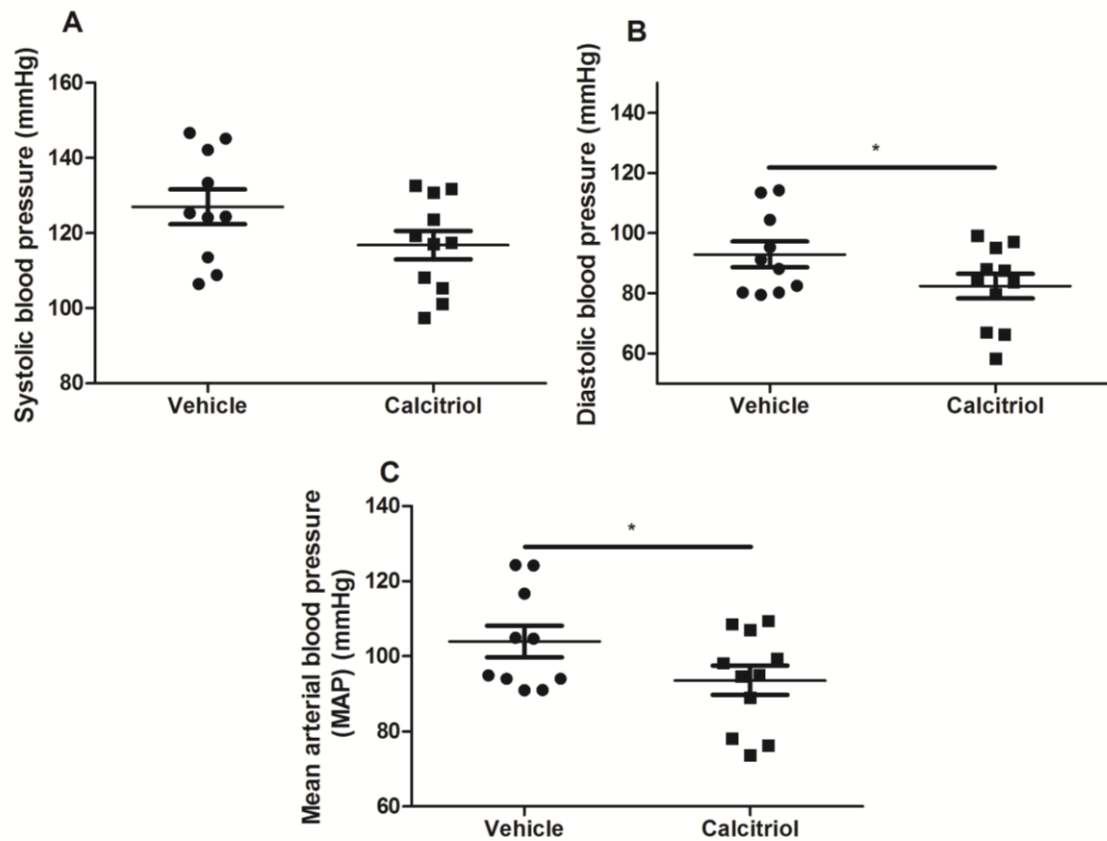 A
Systolic blood pressure (mmHg)
160
140
120
100
80
Vehicle
Calcitriol
B
Diastolic blood pressure (mmHg)
140
120
100
80
60
*
Vehicle
Calcitriol
C
Mean arterial blood pressure
(MAP) (mmHg)
140
120
100
80
60
*
Vehicle
Calcitriol